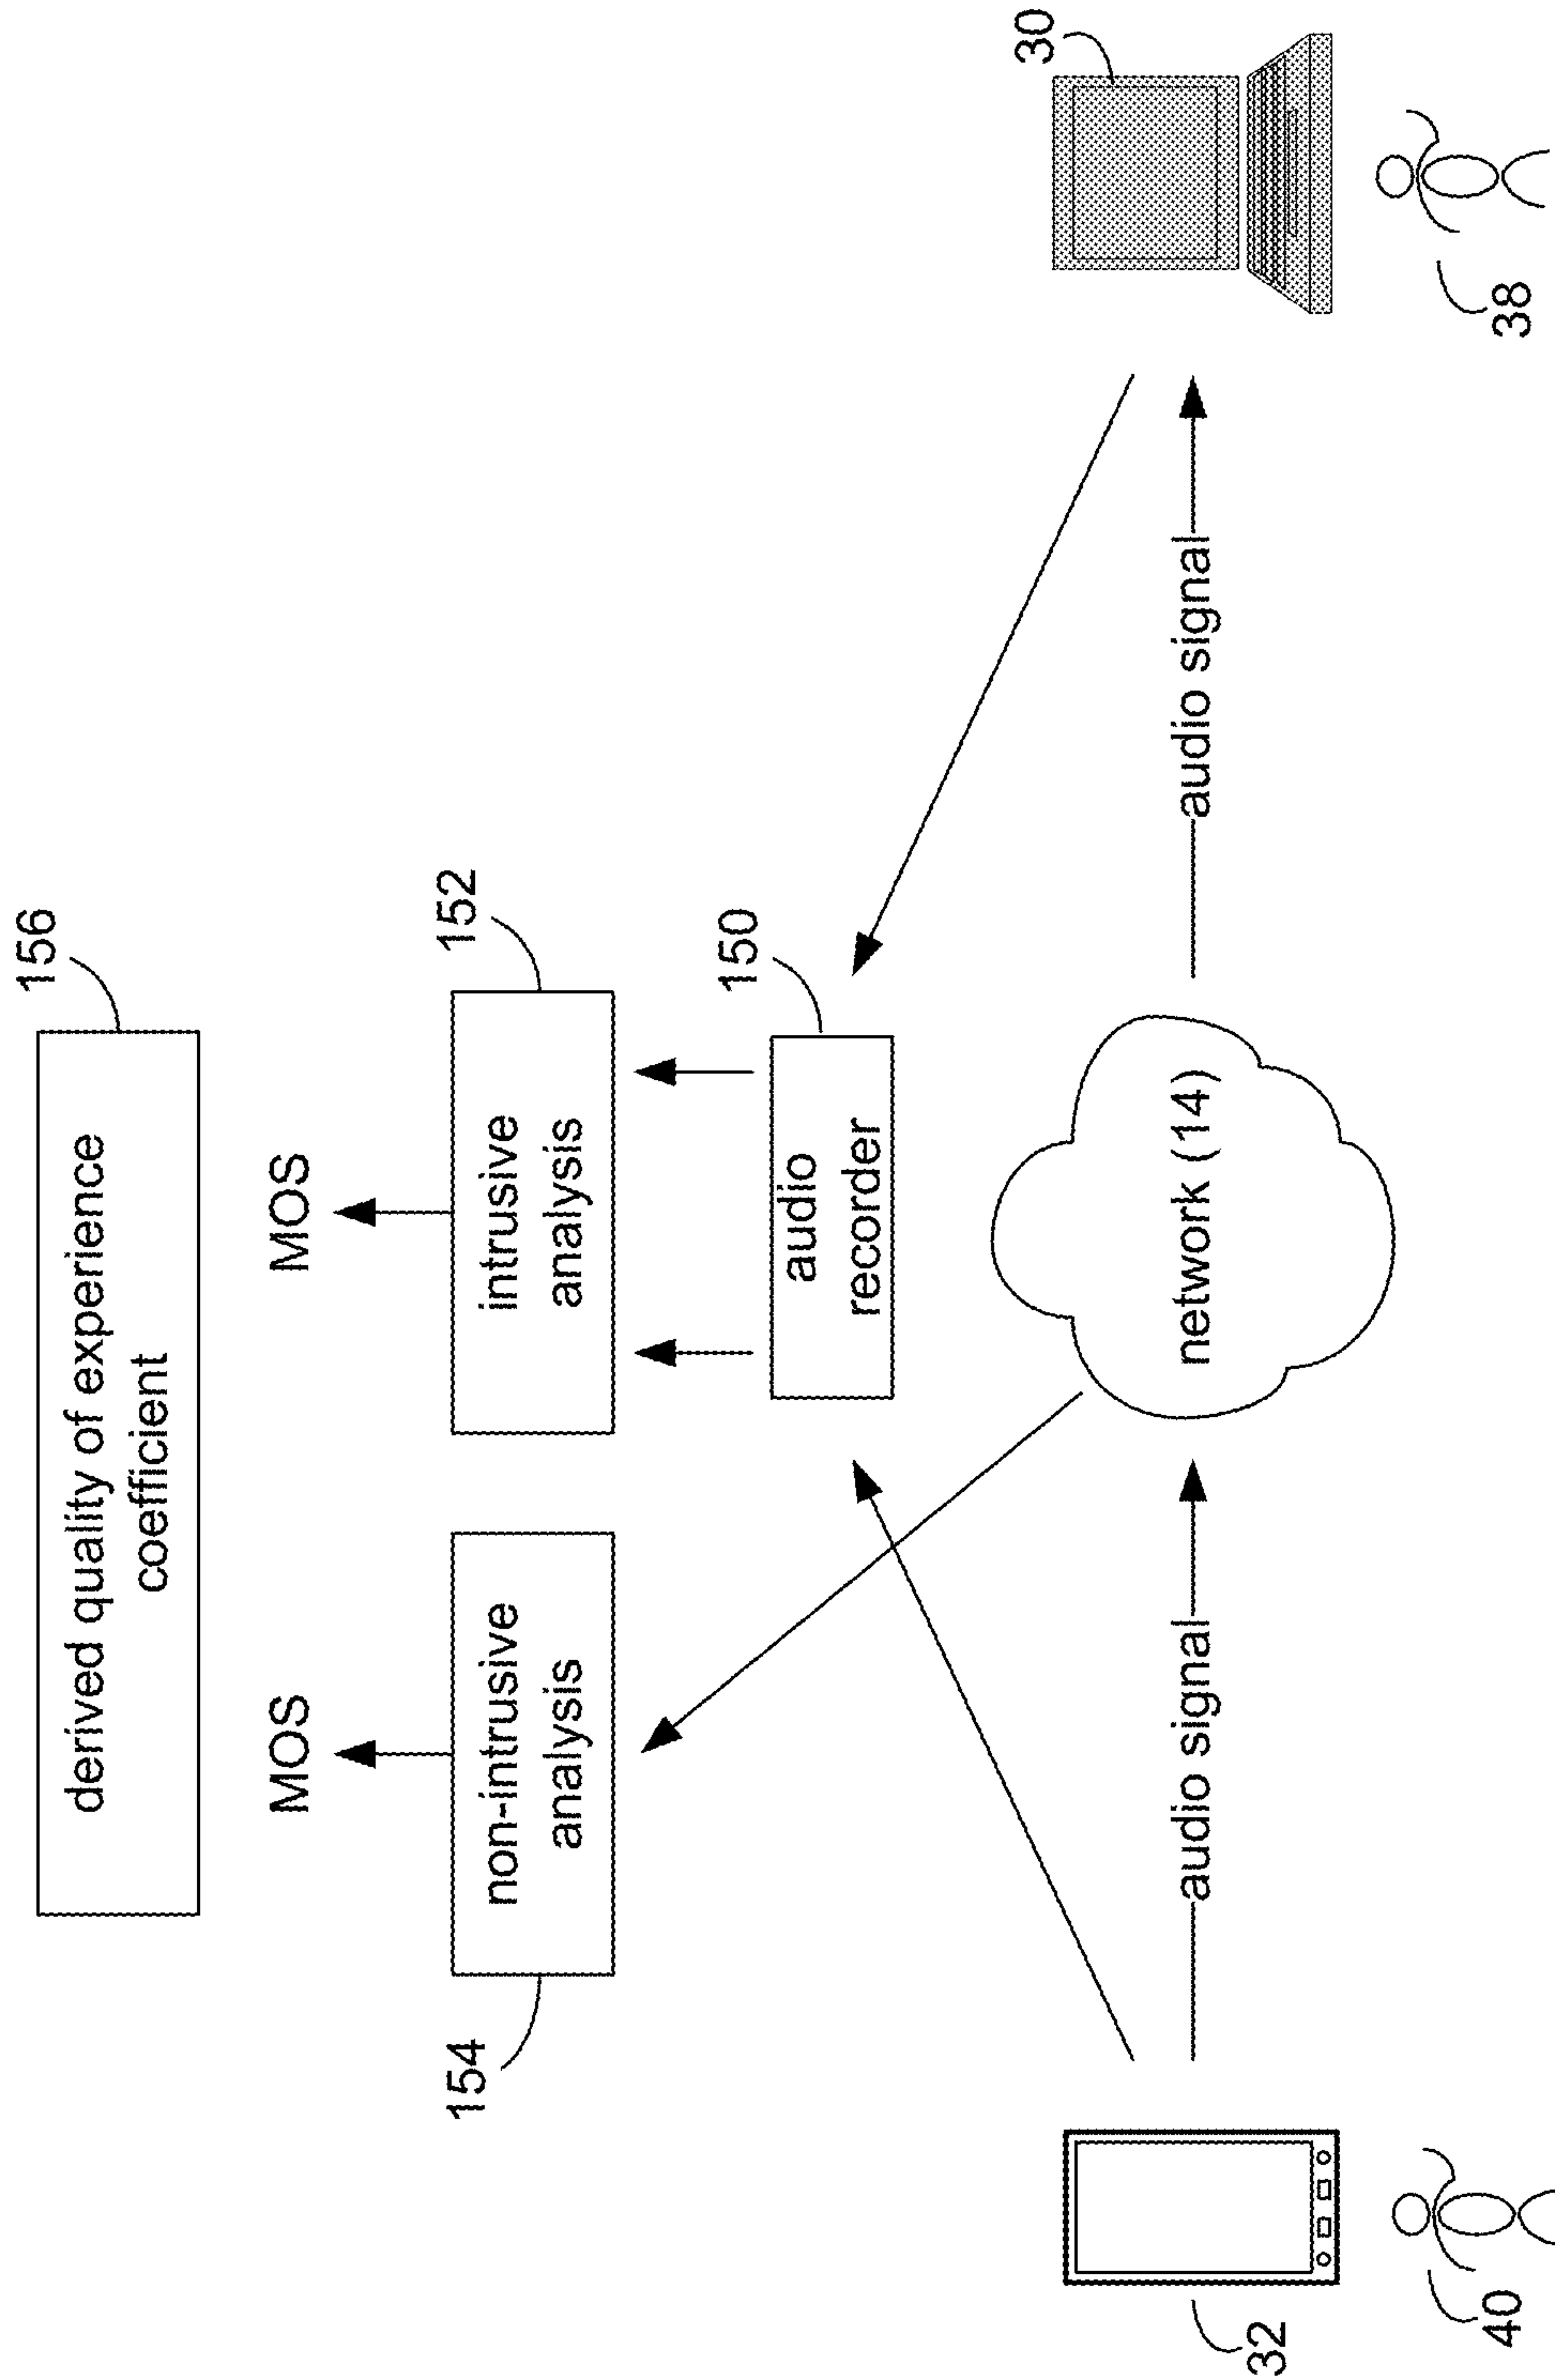 156
derived quality of experience
coefficient
MOS
MOS
154
non-intrusive
analysis
intrusive
analysis
152
audio
recorder
150
30
32
audio signal
network (14)
audio signal
40
38